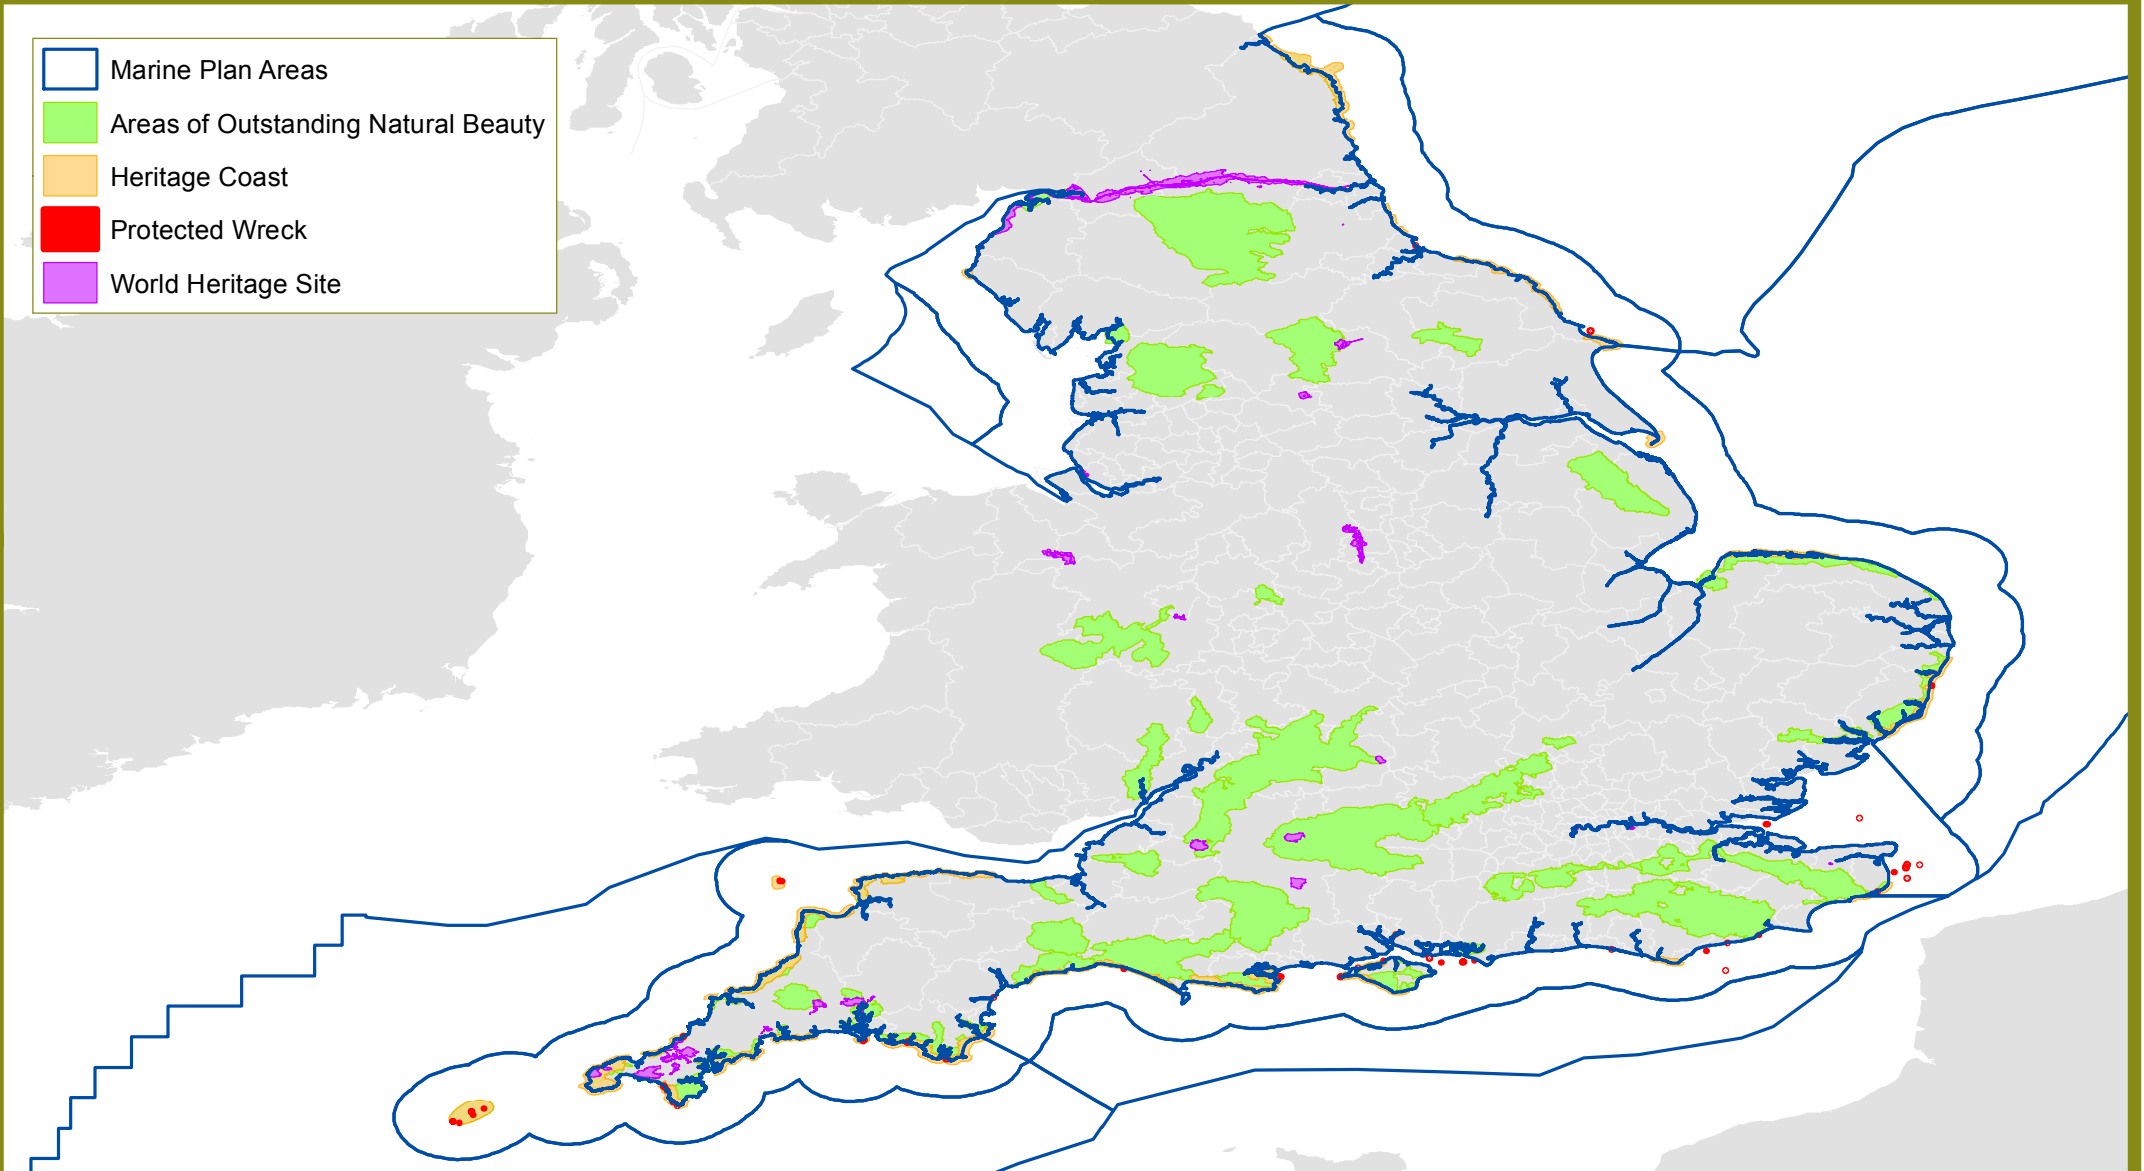 Marine Plan Areas
Areas of Outstanding Natural Beauty
Heritage Coast
Protected Wreck
World Heritage Site